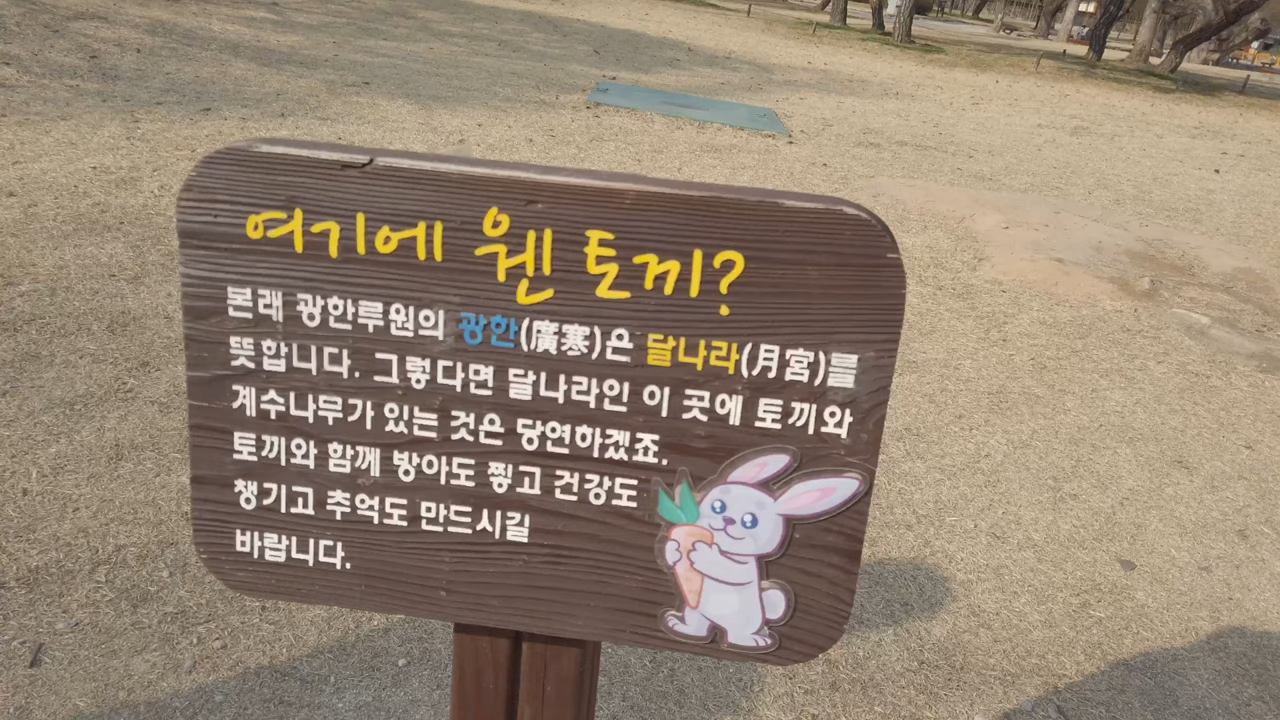 여기에 웬 토끼?
본래 광한루원의 광한(廣寒)은 달나라(月宮)를
뜻합니다. 그렇다면 달나라인 이 곳에 토끼와
계수나무가 있는 것은 당연하겠죠.
토끼와 함께 방아도 찧고 건강도
챙기고 추억도 만드시길
바랍니다.